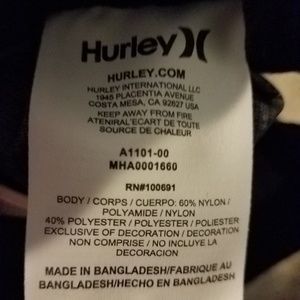 Hurley )(
HURLEY.COM
HURLEY INTERNATIONAL LLC
1945 PLACENTIA AVENUE
COSTA MESA, CA 92627 USA
KEEP AWAY FROM FIRE
ATENIRAL'ECART DE TOUTE
SOURCE DE CHALEUR
A1101-00
MHA0001660
RN#100691
BODY / CORPS / CUERPO: 60% NYLON /
POLYAMIDE / NYLON
40% POLYESTER / POLYESTER / POLIESTER
EXCLUSIVE OF DECORATION / DECORATION
NON COMPRISE / NO INCLUYE LA
DECORACION
MADE IN BANGLADESH/FABRIQUE AU
BANGLADESH/HECHO EN BANGLADESH